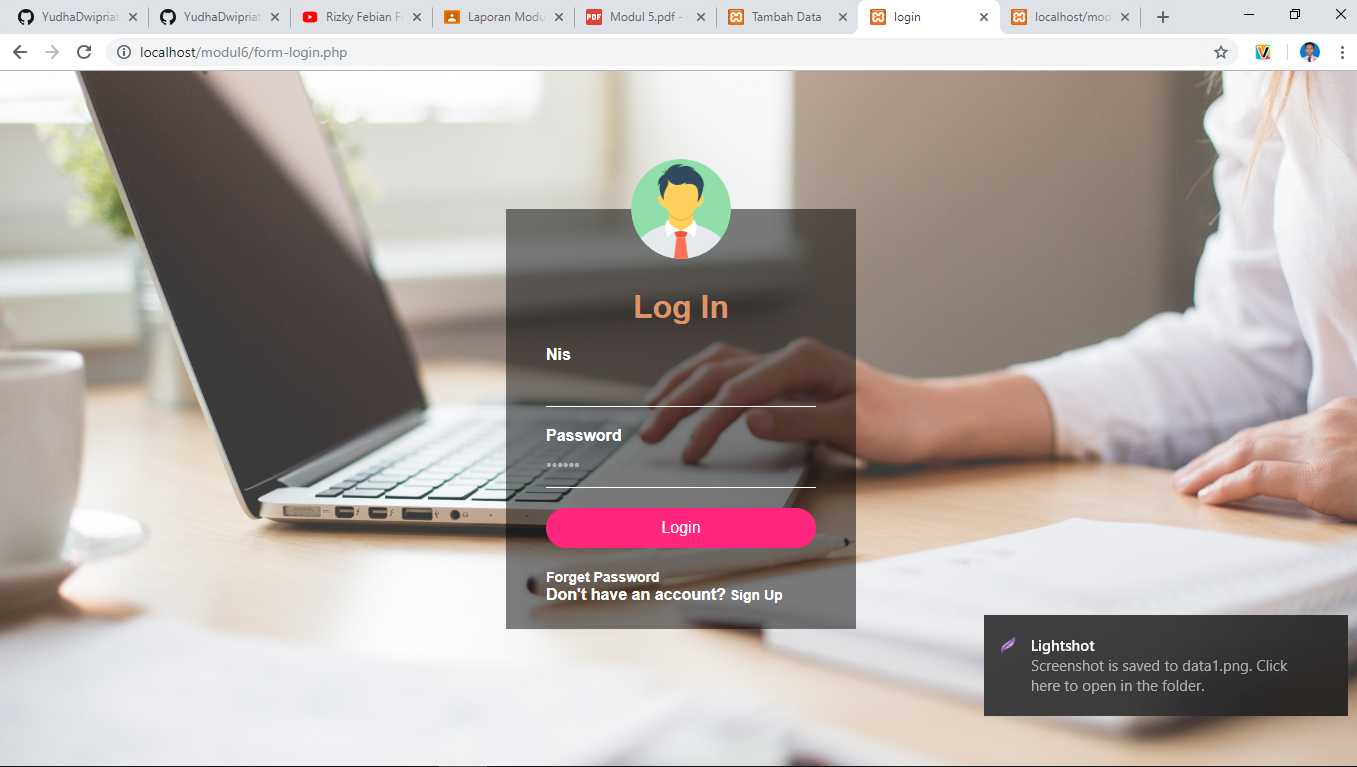 YudhaDwipriat
YudhaDwipriat
Rizky Febian F
Laporan Modu
PDF
Modul 5.pdf -
Tambah Data
login
localhost/mod
localhost/modul6/form-login.php
Log In
Nis
Password
••••••
Login
Forget Password
Don't have an account? Sign Up
Lightshot
Screenshot is saved to data1.png. Click
here to open in the folder.